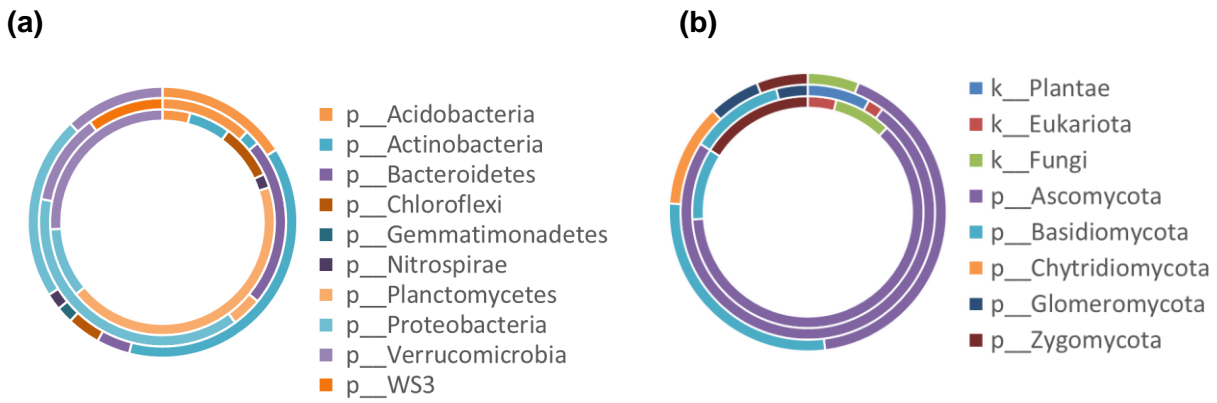 (a)
p__Acidobacteria
p__Actinobacteria
p__Bacteroidetes
p__Chloroflexi
p__Gemmatimonadetes
p__Nitrospirae
p__Planctomycetes
p__Proteobacteria
p__Verrucomicrobia
p__WS3
(b)
k__Plantae
k__Eukariota
k__Fungi
p__Ascomycota
p__Basidiomycota
p__Chytridiomycota
p__Glomeromycota
p__Zygomycota